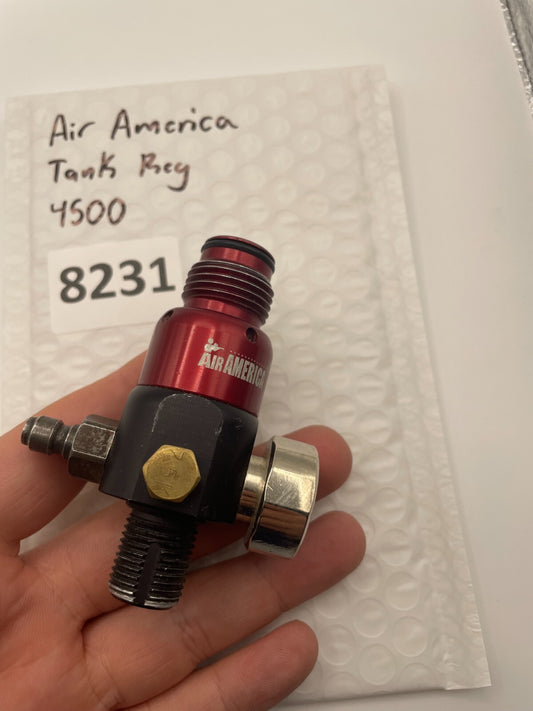 Air America
Tank Reg
4500
8231
AIR AMERICA